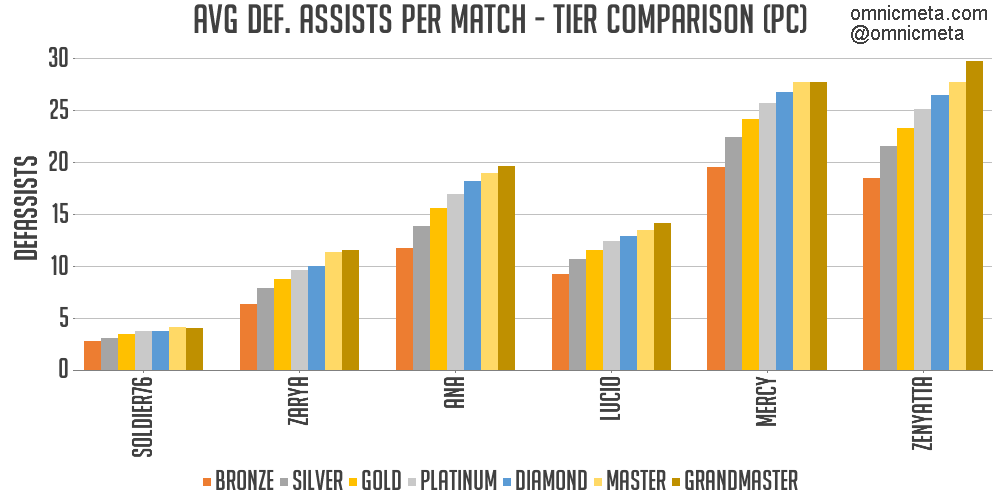 AVG DEF. ASSISTS PER MATCH - TIER COMPARISON (PC)
omnicmeta.com
@omnicmeta
DEFASSISTS
30
25
20
15
10
5
0
SOLDIER76
ZARYA
ANA
LUCIO
MERCY
ZENYATTA
BRONZE SILVER GOLD PLATINUM DIAMOND MASTER GRANDMASTER